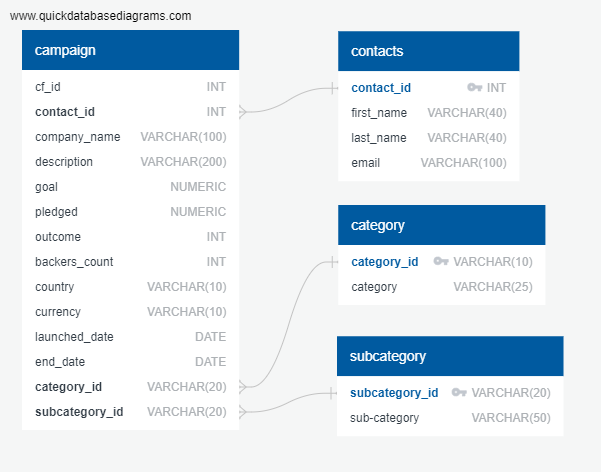 www.quickdatabasediagrams.com
campaign
cf_id INT
contact_id INT
company_name VARCHAR(100)
description VARCHAR(200)
goal NUMERIC
pledged NUMERIC
outcome INT
backers_count INT
country VARCHAR(10)
currency VARCHAR(10)
launched_date DATE
end_date DATE
category_id VARCHAR(20)
subcategory_id VARCHAR(20)
contacts
contact_id INT
first_name VARCHAR(40)
last_name VARCHAR(40)
email VARCHAR(100)
category
category_id VARCHAR(10)
category VARCHAR(25)
subcategory
subcategory_id VARCHAR(20)
sub-category VARCHAR(50)